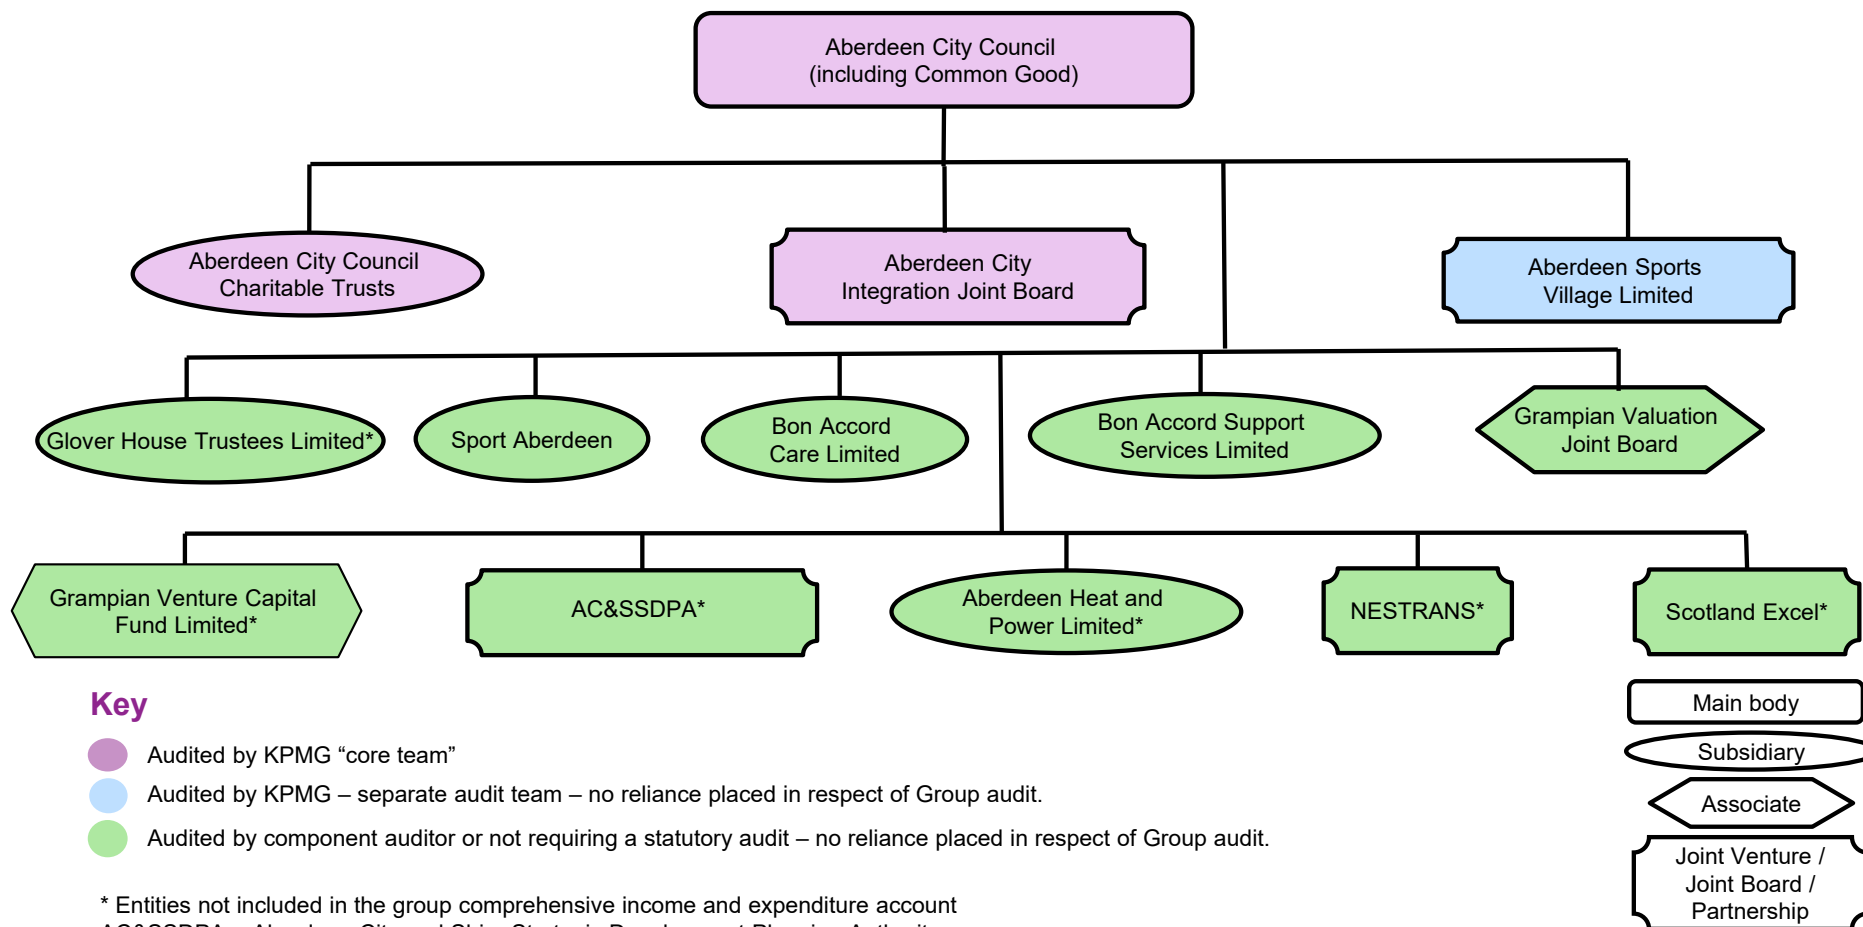 Aberdeen City Council
(including Common Good)
Aberdeen City Council
Charitable Trusts
Aberdeen City
Integration Joint Board
Aberdeen Sports
Village Limited
Glover House Trustees Limited*
Sport Aberdeen
Bon Accord
Care Limited
Bon Accord Support
Services Limited
Grampian Valuation
Joint Board
Grampian Venture Capital
Fund Limited*
AC&SSDPA*
Aberdeen Heat and
Power Limited*
NESTRANS*
Scotland Excel*
Key
Audited by KPMG “core team”
Audited by KPMG – separate audit team – no reliance placed in respect of Group audit.
Audited by component auditor or not requiring a statutory audit – no reliance placed in respect of Group audit.
* Entities not included in the group comprehensive income and expenditure account
Main body
Subsidiary
Associate
Joint Venture /
Joint Board /
Partnership